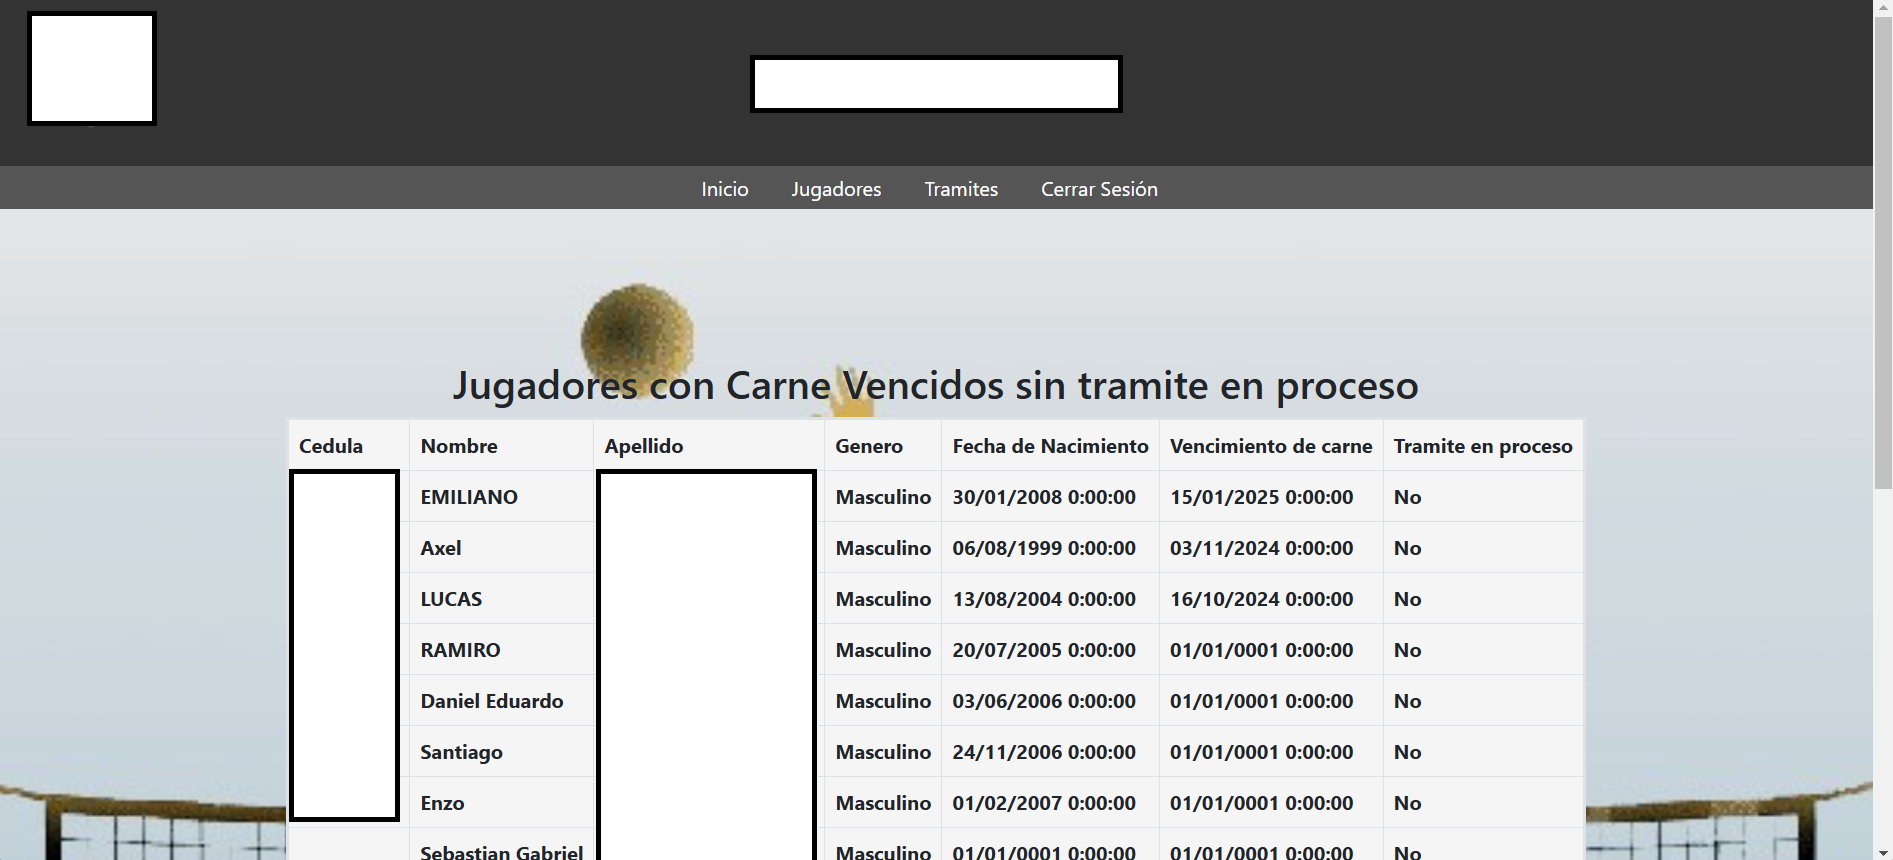 Inicio Jugadores Tramites Cerrar Sesión
Jugadores con Carne Vencidos sin tramite en proceso
Cedula Nombre Apellido Genero Fecha de Nacimiento Vencimiento de carne Tramite en proceso
EMILIANO Masculino 30/01/2008 0:00:00 15/01/2025 0:00:00 No
Axel Masculino 06/08/1999 0:00:00 03/11/2024 0:00:00 No
LUCAS Masculino 13/08/2004 0:00:00 16/10/2024 0:00:00 No
RAMIRO Masculino 20/07/2005 0:00:00 01/01/0001 0:00:00 No
Daniel Eduardo Masculino 03/06/2006 0:00:00 01/01/0001 0:00:00 No
Santiago Masculino 24/11/2006 0:00:00 01/01/0001 0:00:00 No
Enzo Masculino 01/02/2007 0:00:00 01/01/0001 0:00:00 No
Sebastian Gabriel Masculino 01/01/0001 0:00:00 01/01/0001 0:00:00 No